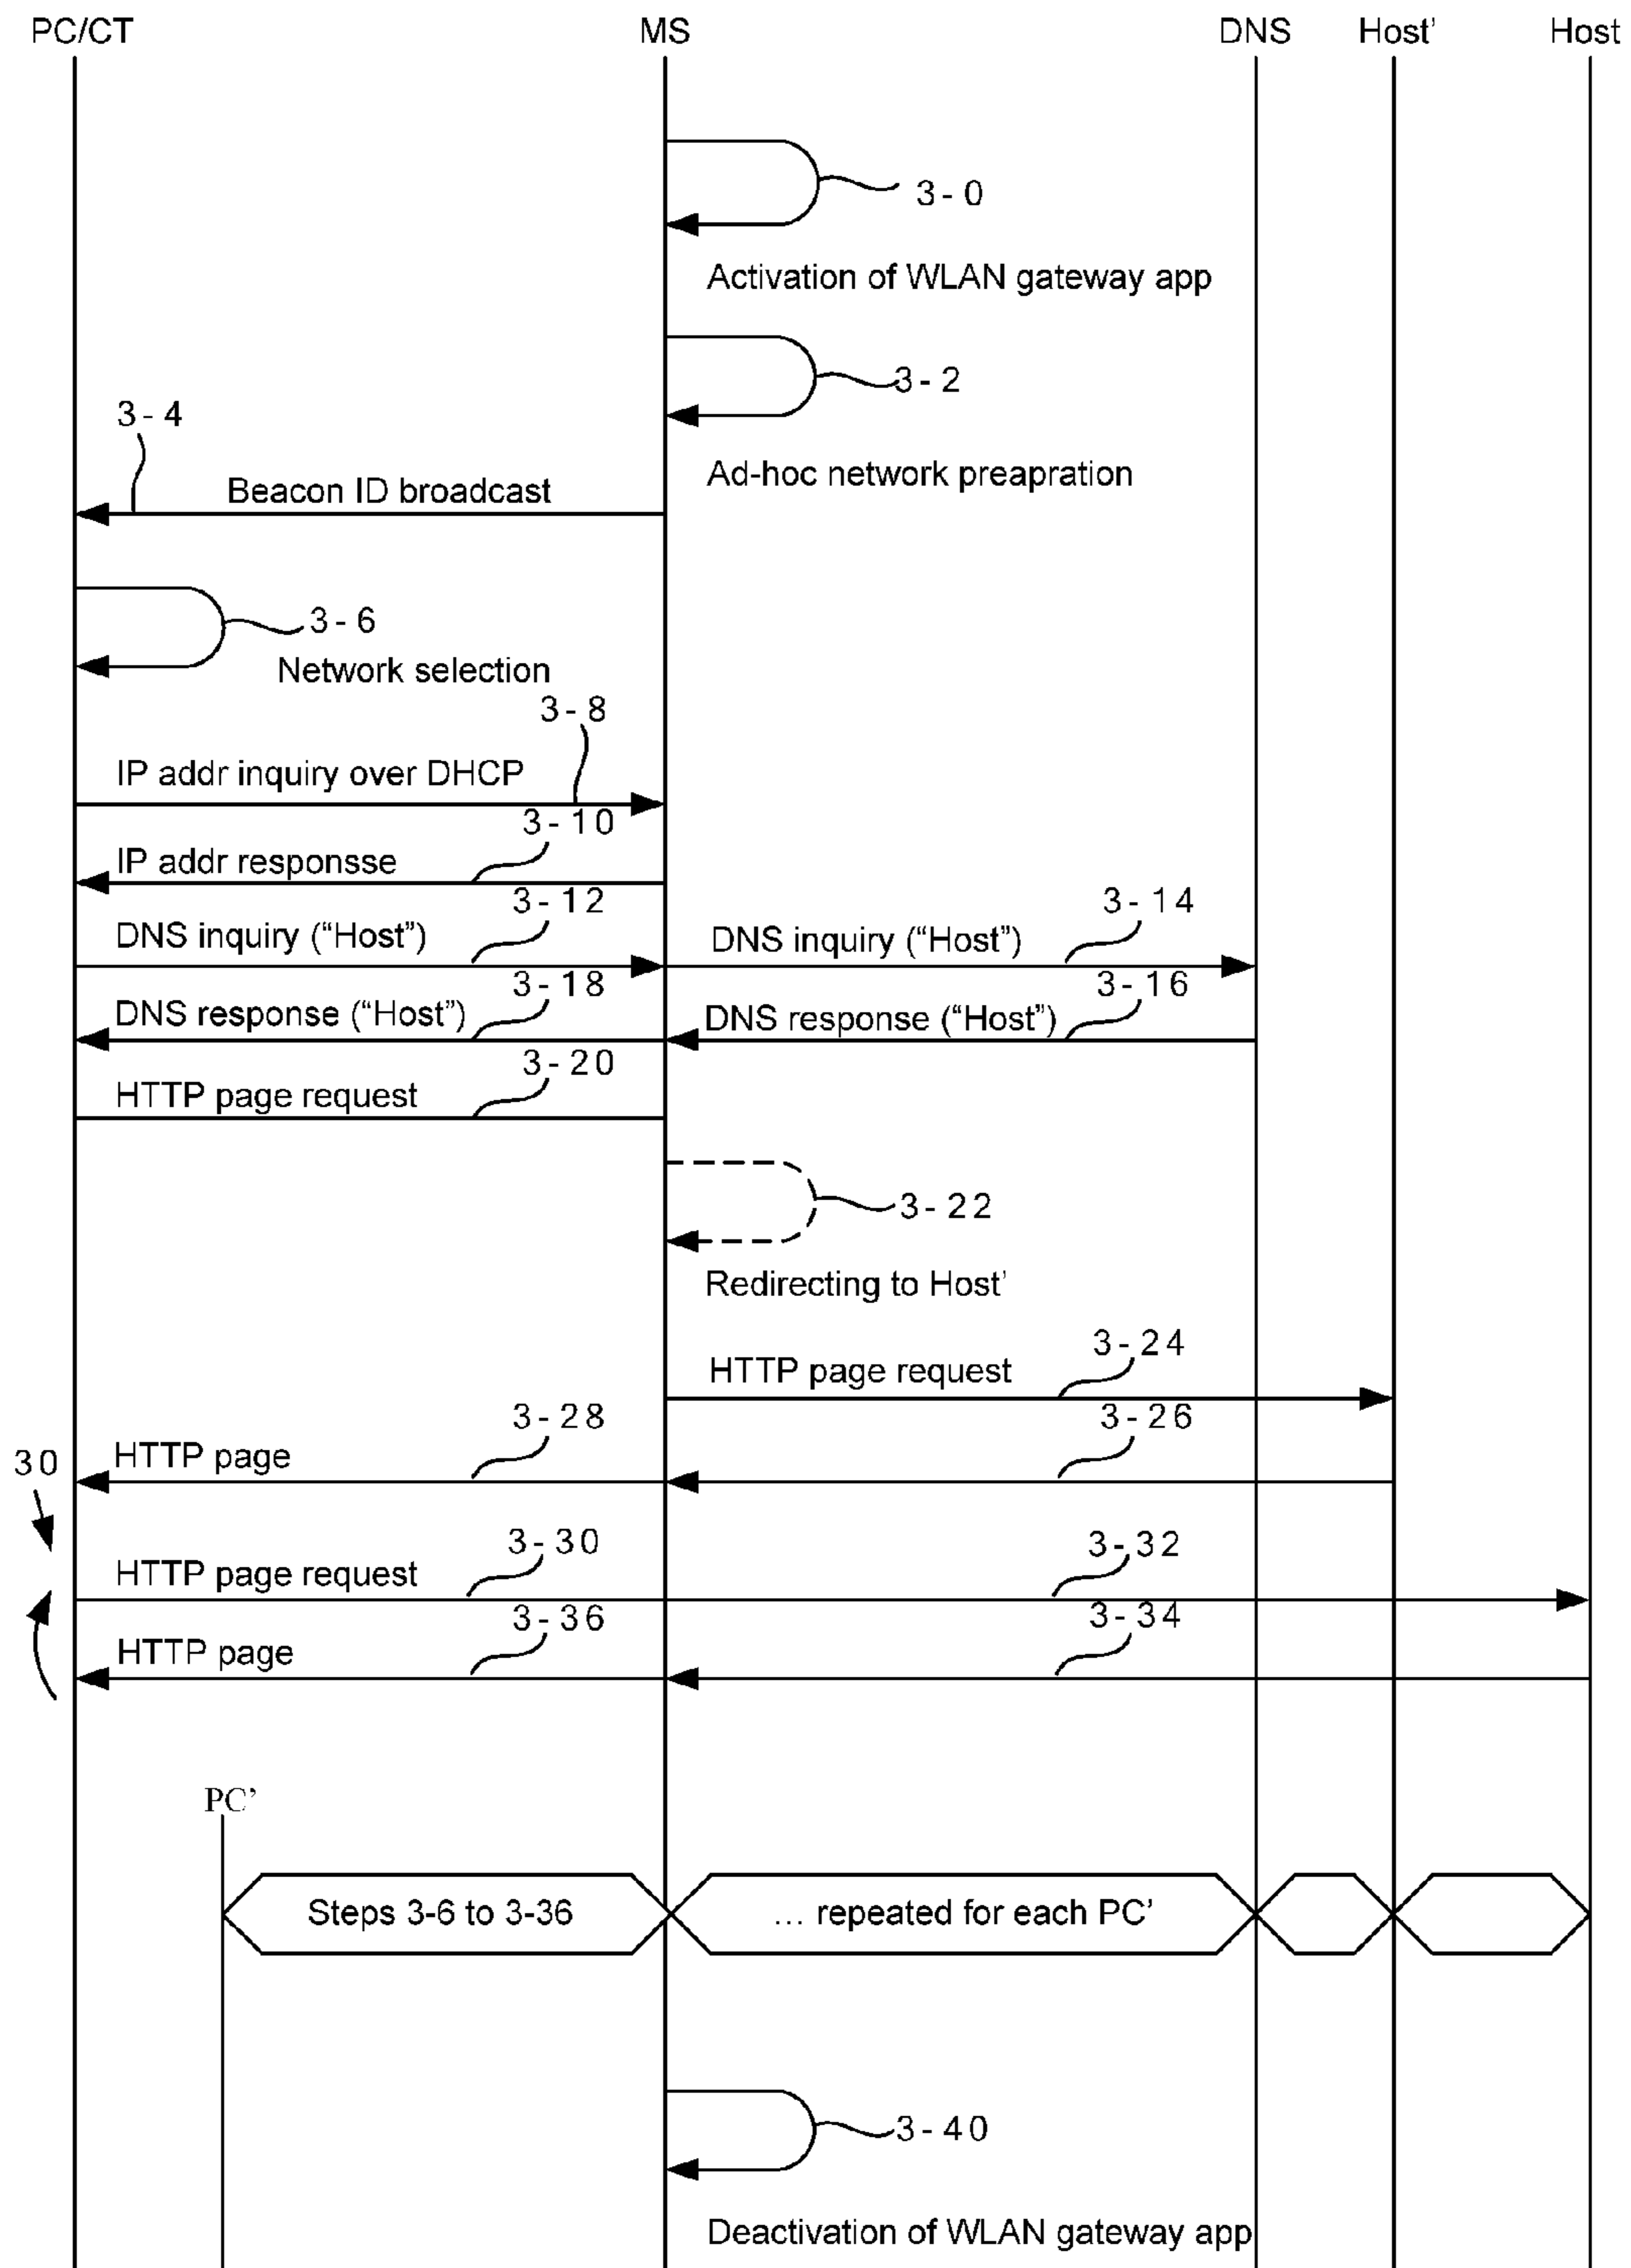 PC/CT MS DNS Host' Host
3-0
Activation of WLAN gateway app
3-2
3-4
Ad-hoc network preapration
Beacon ID broadcast
3-6
Network selection
3-8
IP addr inquiry over DHCP
3-10
IP addr responsse
3-12 3-14
DNS inquiry (“Host”) DNS inquiry (“Host”)
3-18 3-16
DNS response (“Host”) DNS response (“Host”)
3-20
HTTP page request
3-22
Redirecting to Host'
3-24
HTTP page request
3-28 3-26
30 HTTP page
3-30 3-32
HTTP page request
3-36 3-34
HTTP page
PC’
Steps 3-6 to 3-36 ... repeated for each PC’
3-40
Deactivation of WLAN gateway app